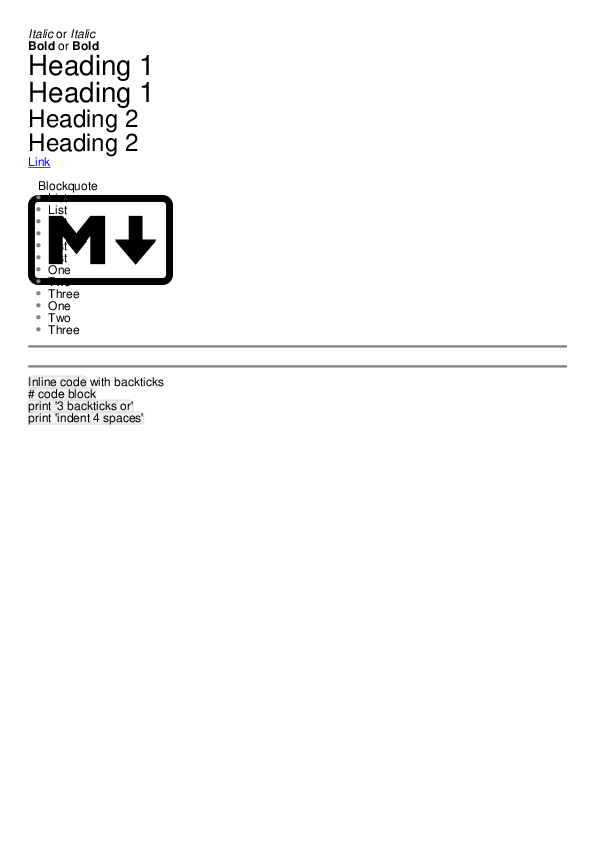 Italic or Italic
Bold or Bold
Heading 1
Heading 1
Heading 2
Heading 2
Link
Blockquote
List
List
One
Three
One
Two
Three
Inline code with backticks
# code block
print '3 backticks or'
print 'indent 4 spaces'